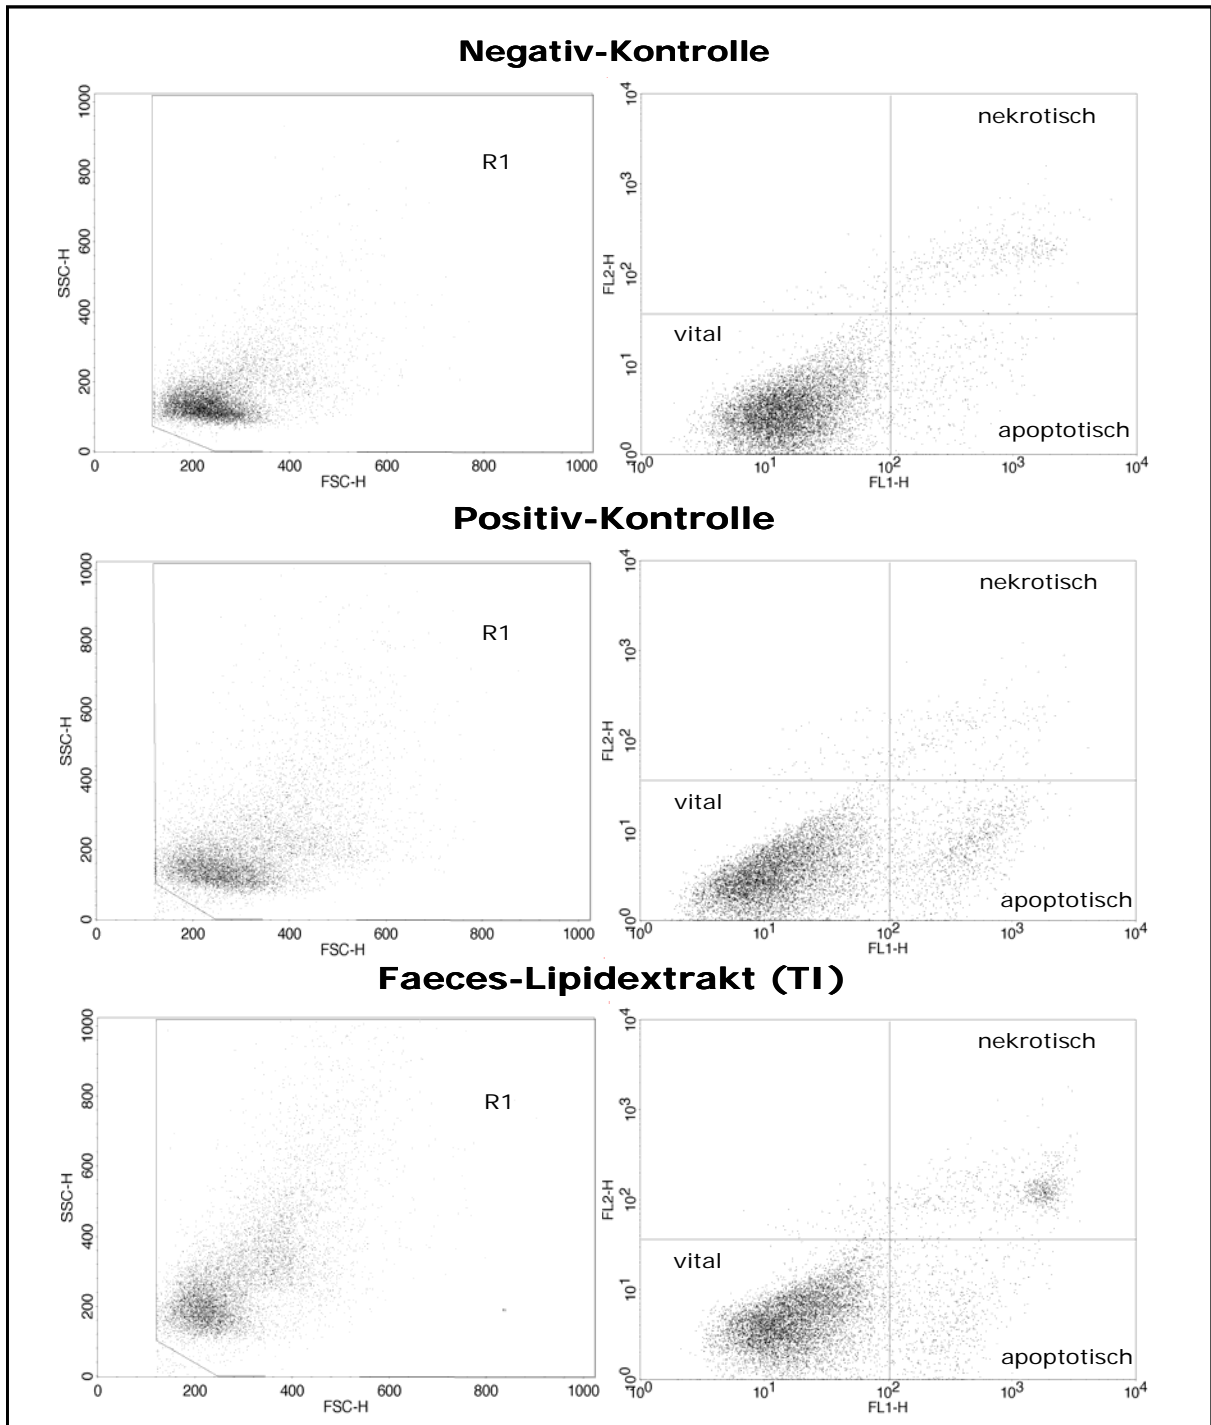 Negativ-Kontrolle
1000
800
600
400
200
0
SSC-H
R1
0 200 400 600 800 1000
FSC-H
10^4
10^3
10^2
10^1
10^0
FL2-H
nekrotisch
vital
apoptotisch
10^0 10^1 10^2 10^3 10^4
FL1-H
Positiv-Kontrolle
1000
800
600
400
200
0
SSC-H
R1
0 200 400 600 800 1000
FSC-H
10^4
10^3
10^2
10^1
10^0
FL2-H
nekrotisch
vital
apoptotisch
10^0 10^1 10^2 10^3 10^4
FL1-H
Faeces-Lipidextrakt (TI)
1000
800
600
400
200
0
SSC-H
R1
0 200 400 600 800 1000
FSC-H
10^4
10^3
10^2
10^1
10^0
FL2-H
nekrotisch
vital
apoptotisch
10^0 10^1 10^2 10^3 10^4
FL1-H